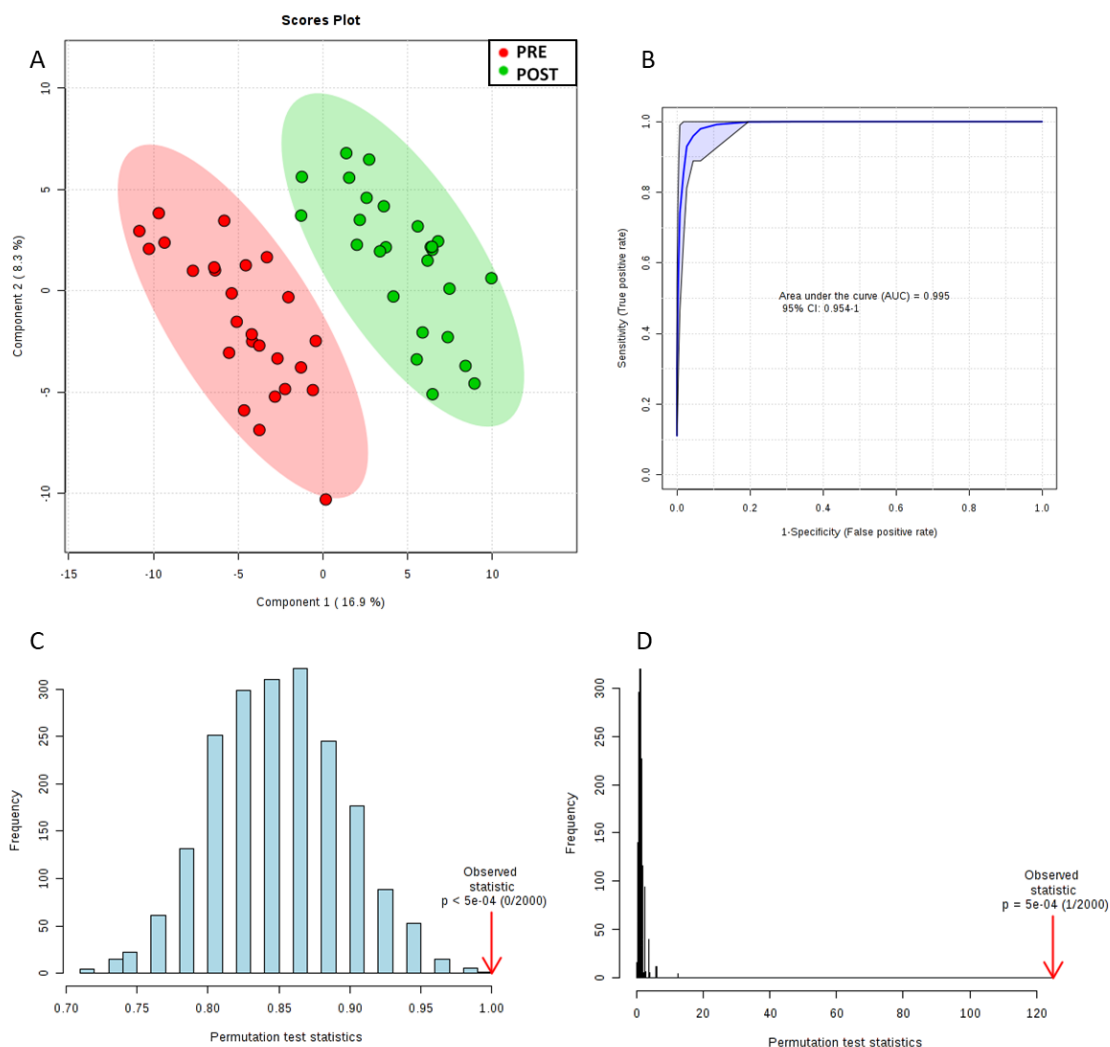 Scores Plot
A
PRE
POST
10
5
0
-5
-10
Component 2 ( 8.3 %)
-15
-10
-5
0
5
10
Component 1 ( 16.9 %)
B
1.0
0.8
0.6
0.4
0.2
0.0
Sensitivity (True positive rate)
Area under the curve (AUC) = 0.995
95% CI: 0.954-1
0.0
0.2
0.4
0.6
0.8
1.0
1-Specificity (False positive rate)
C
300
250
200
150
100
50
0
Frequency
Observed
statistic
p < 5e-04 (0/2000)
0.70
0.75
0.80
0.85
0.90
0.95
1.00
Permutation test statistics
D
300
250
200
150
100
50
0
Frequency
Observed
statistic
p = 5e-04 (1/2000)
0
20
40
60
80
100
120
Permutation test statistics